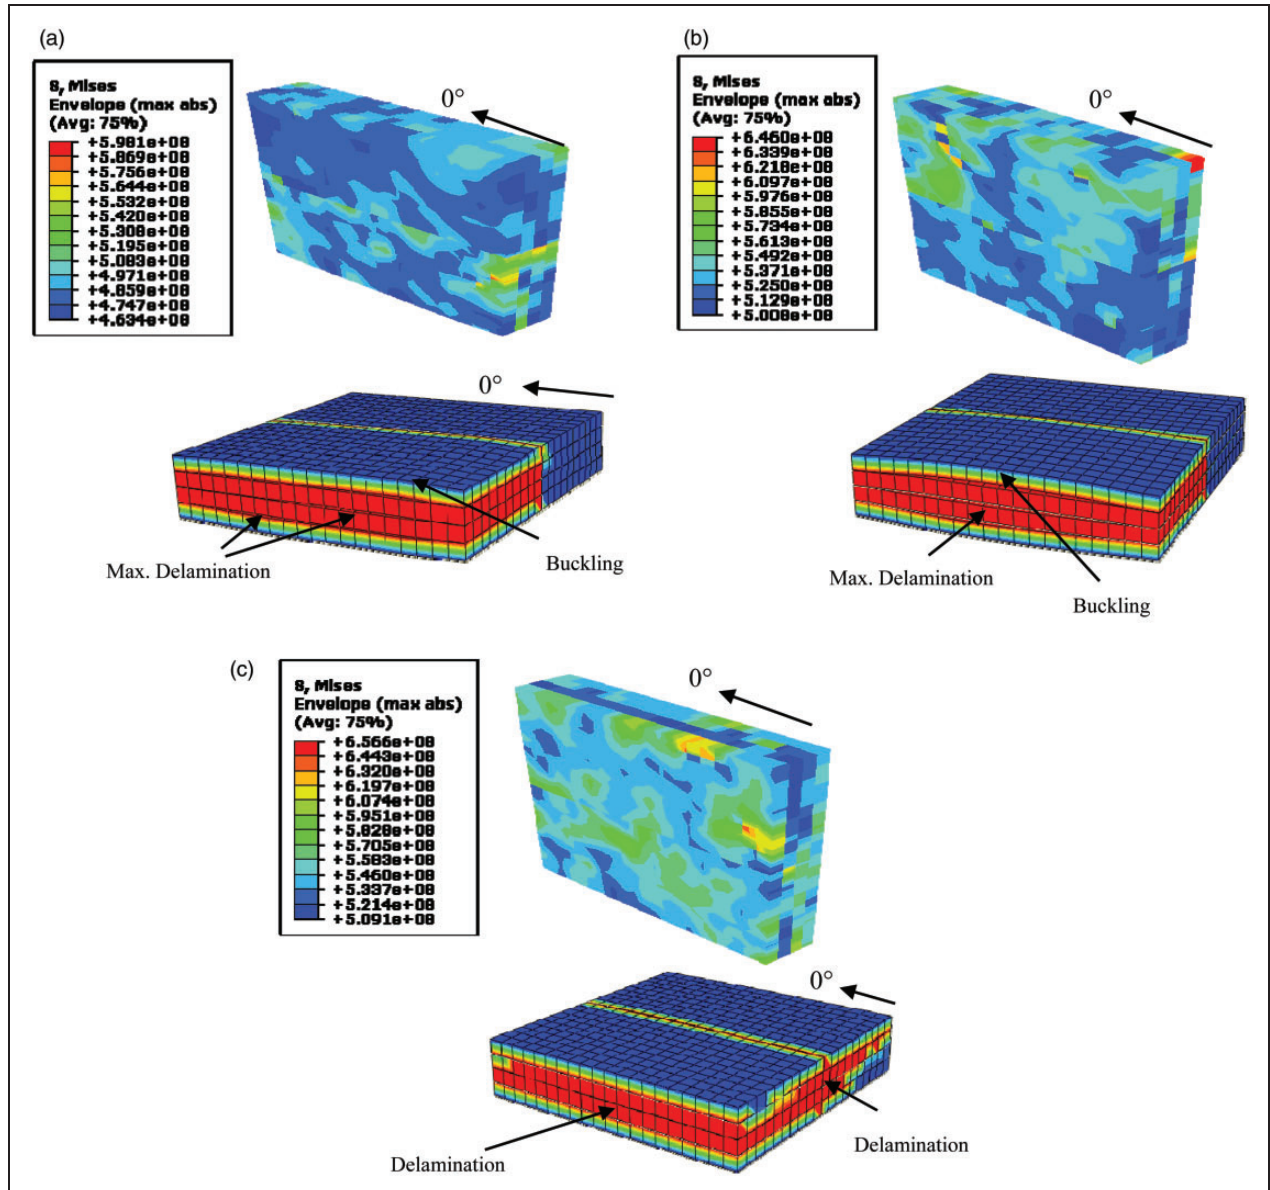 (a)
S, Mises
Envelope (max abs)
(Avg: 75%)
+5.981e+08
+5.869e+08
+5.756e+08
+5.644e+08
+5.532e+08
+5.420e+08
+5.308e+08
+5.195e+08
+5.083e+08
+4.971e+08
+4.859e+08
+4.747e+08
+4.634e+08
0°
0°
Max. Delamination
Buckling
(b)
S, Mises
Envelope (max abs)
(Avg: 75%)
+6.460e+08
+6.339e+08
+6.218e+08
+6.097e+08
+5.976e+08
+5.855e+08
+5.734e+08
+5.613e+08
+5.492e+08
+5.371e+08
+5.250e+08
+5.129e+08
+5.008e+08
0°
Max. Delamination
Buckling
(c)
S, Mises
Envelope (max abs)
(Avg: 75%)
+6.566e+08
+6.443e+08
+6.320e+08
+6.197e+08
+6.074e+08
+5.951e+08
+5.828e+08
+5.705e+08
+5.583e+08
+5.460e+08
+5.337e+08
+5.214e+08
+5.091e+08
0°
0°
Delamination
Delamination